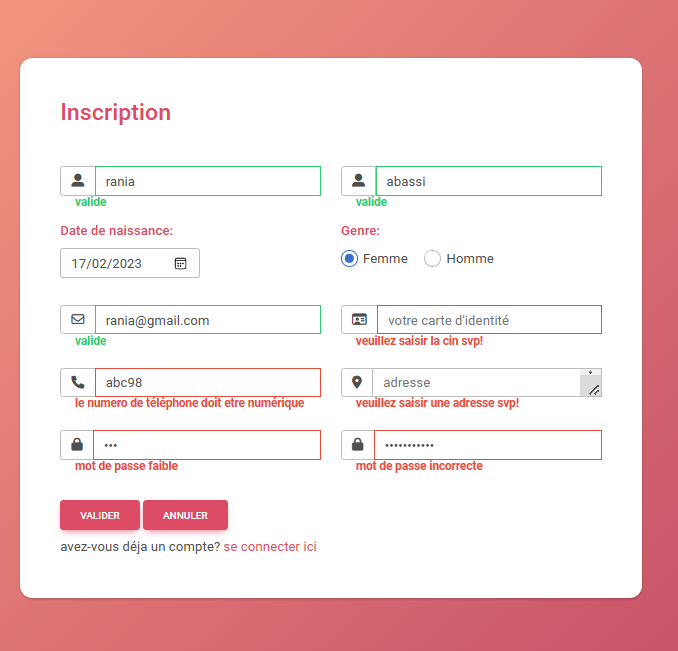 Inscription
rania abassi
valide valide
Date de naissance: Genre:
17/02/2023 Femme Homme
rania@gmail.com votre carte d'identité
valide veuillez saisir la cin svp!
abc98 adresse
le numero de téléphone doit etre numérique veuillez saisir une adresse svp!
••• •••••••••••
mot de passe faible mot de passe incorrecte
VALIDER ANNULER
avez-vous déja un compte? se connecter ici